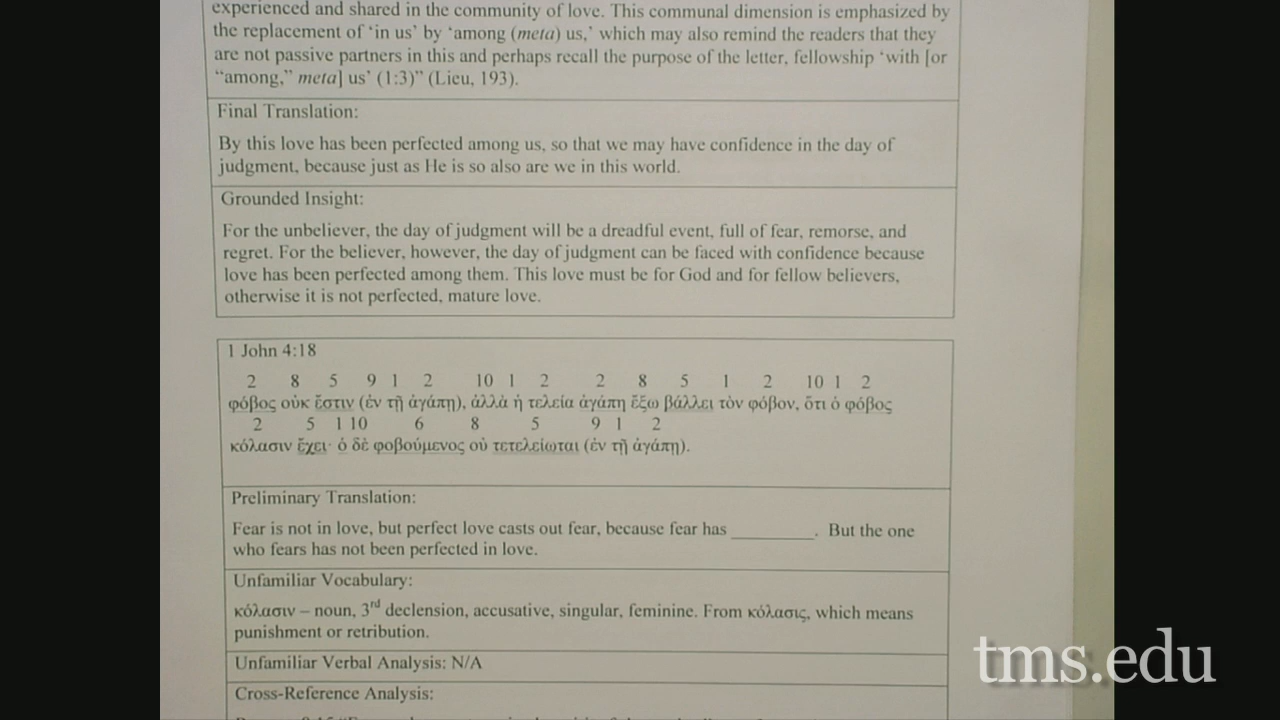 experienced and shared in the community of love. This communal dimension is emphasized by
the replacement of ‘in us’ by ‘among (meta) us,’ which may also remind the readers that they
are not passive partners in this and perhaps recall the purpose of the letter, fellowship ‘with [or
“among,” meta] us’ (1:3)” (Lieu, 193).
Final Translation:
By this love has been perfected among us, so that we may have confidence in the day of
judgment, because just as He is so also are we in this world.
Grounded Insight:
For the unbeliever, the day of judgment will be a dreadful event, full of fear, remorse, and
regret. For the believer, however, the day of judgment can be faced with confidence because
love has been perfected among them. This love must be for God and for fellow believers,
otherwise it is not perfected, mature love.
1 John 4:18
2 8 5 9 1 2 10 1 2 2 8 5 1 2 10 1 2
φόβος οὐκ ἔστιν (ἐν τῇ ἀγάπῃ), ἀλλὰ ἡ τελεία ἀγάπη ἔξω βάλλει τὸν φόβον, ὅτι ὁ φόβος
2 5 1 10 6 8 5 9 1 2
κόλασιν ἔχει· ὁ δὲ φοβούμενος οὐ τετελείωται (ἐν τῇ ἀγάπῃ).
Preliminary Translation:
Fear is not in love, but perfect love casts out fear, because fear has _________. But the one
who fears has not been perfected in love.
Unfamiliar Vocabulary:
κόλασιν – noun, 3rd declension, accusative, singular, feminine. From κόλασις, which means
punishment or retribution.
Unfamiliar Verbal Analysis: N/A
Cross-Reference Analysis:
tms.edu